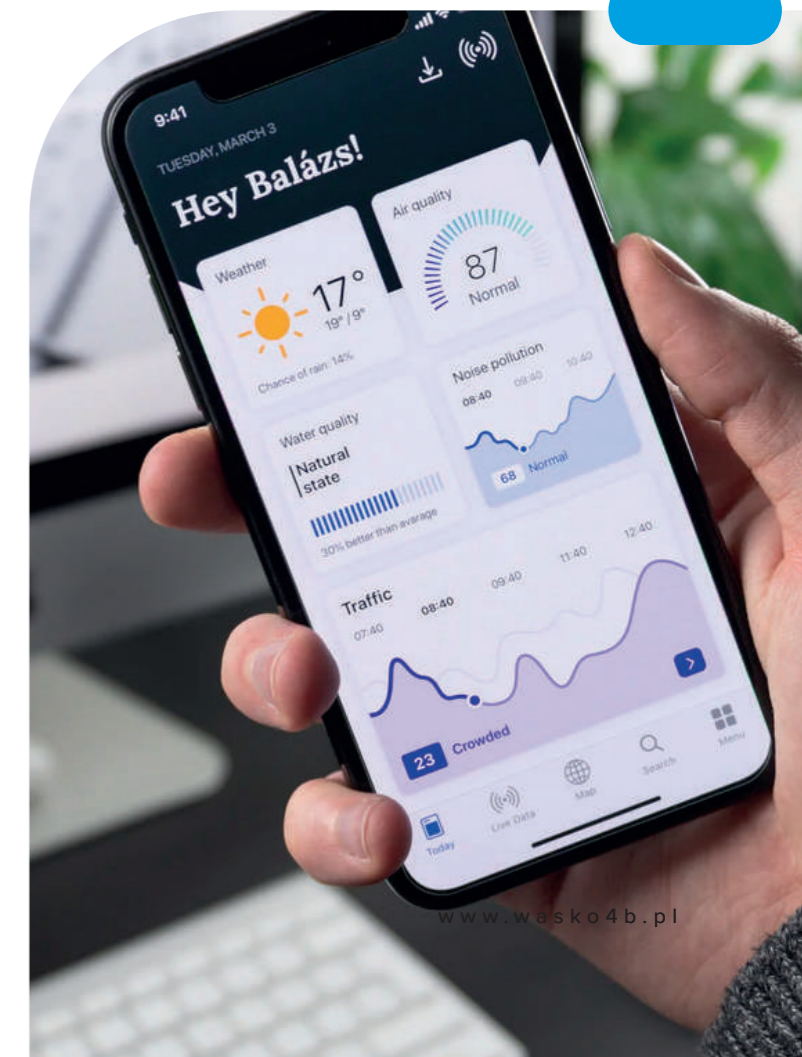 9:41
TUESDAY, MARCH 3
Hey Balázs!
Weather
17°
19° / 9°
Chance of rain: 14%
Air quality
87
Normal
Water quality
Natural
state
30% better than avarage
Noise pollution
08:40 09:40 10:40
68 Normal
Traffic
07:40 08:40 09:40 11:40 12:40
23 Crowded
Today Live Data Map Search Menu
www.wasko4b.pl